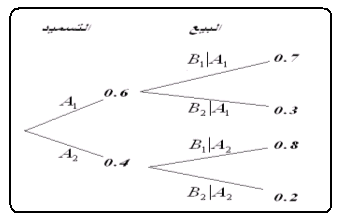 التسميد البيع
B₁|A₁ 0.7
A₁ 0.6
B₂|A₁ 0.3
B₁|A₂ 0.8
A₂ 0.4
B₂|A₂ 0.2